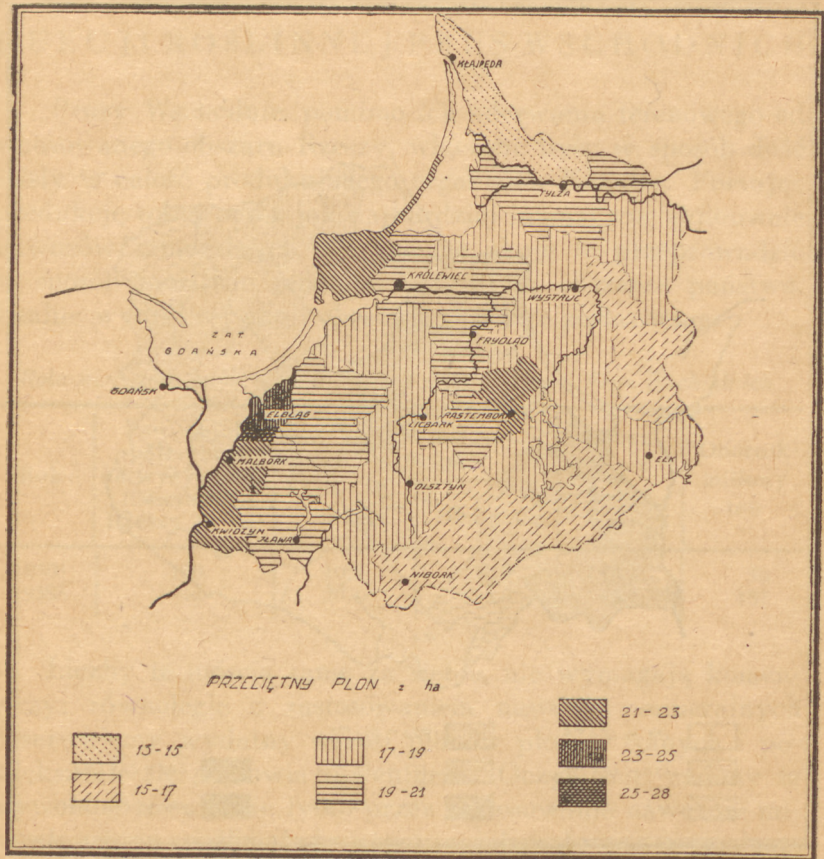 KŁAJPEDA
TYLŻA
KRÓLEWIEC
WYSTRUĆ
ZAT
GDAŃSKA
FRYDLĄD
GDAŃSK
ELBLĄG
LICBARK
RASTEMBORK
MALBORK
EŁK
OLSZTYN
KWIDZYN
IŁAWA
NIBORK
PRZECIĘTNY PLON z ha
13-15
15-17
17-19
19-21
21-23
23-25
25-28